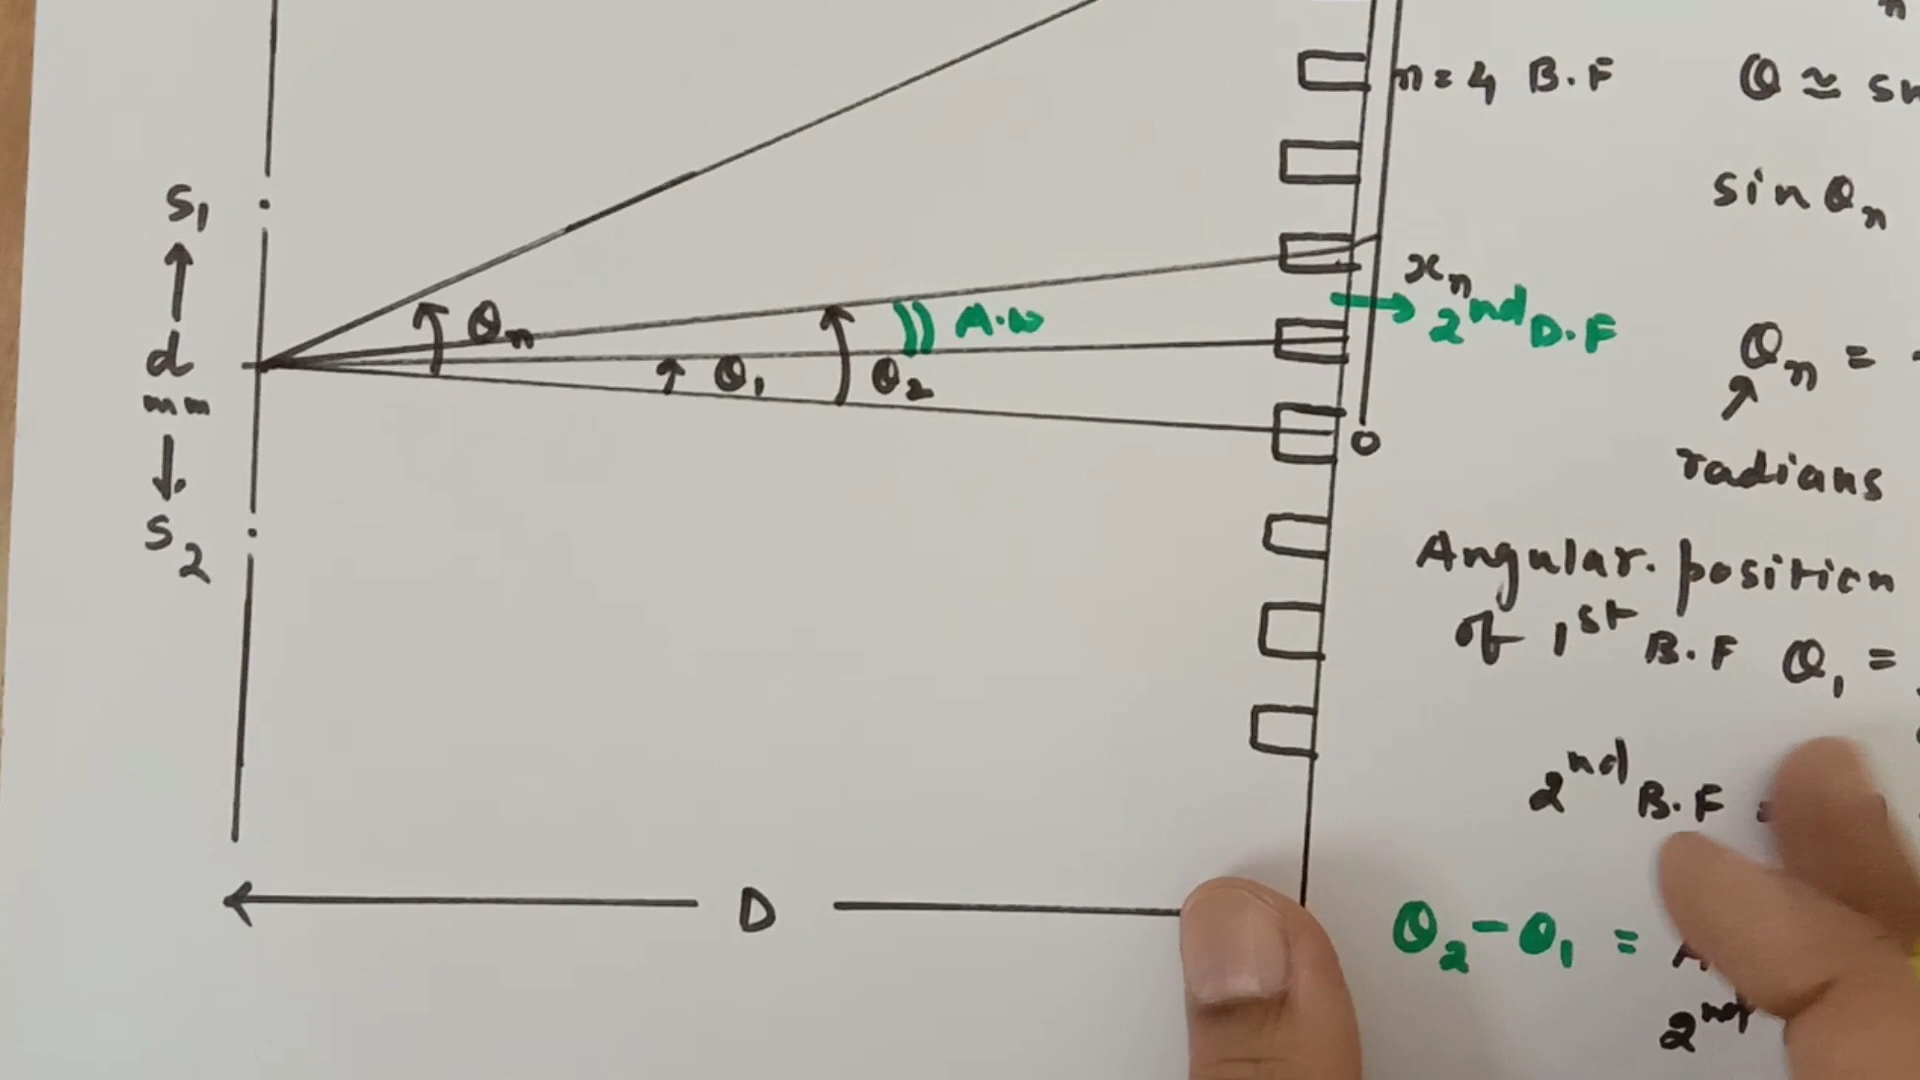 S1
d
mm
S2
θn
θ1
θ2
A.W
D
n=4 B.F
xn
2nd D.F
O
θ ≃
sin θn
θn =
radians
Angular. position
of 1st B.F θ1 =
2nd B.F
θ2 - θ1 =
2nd